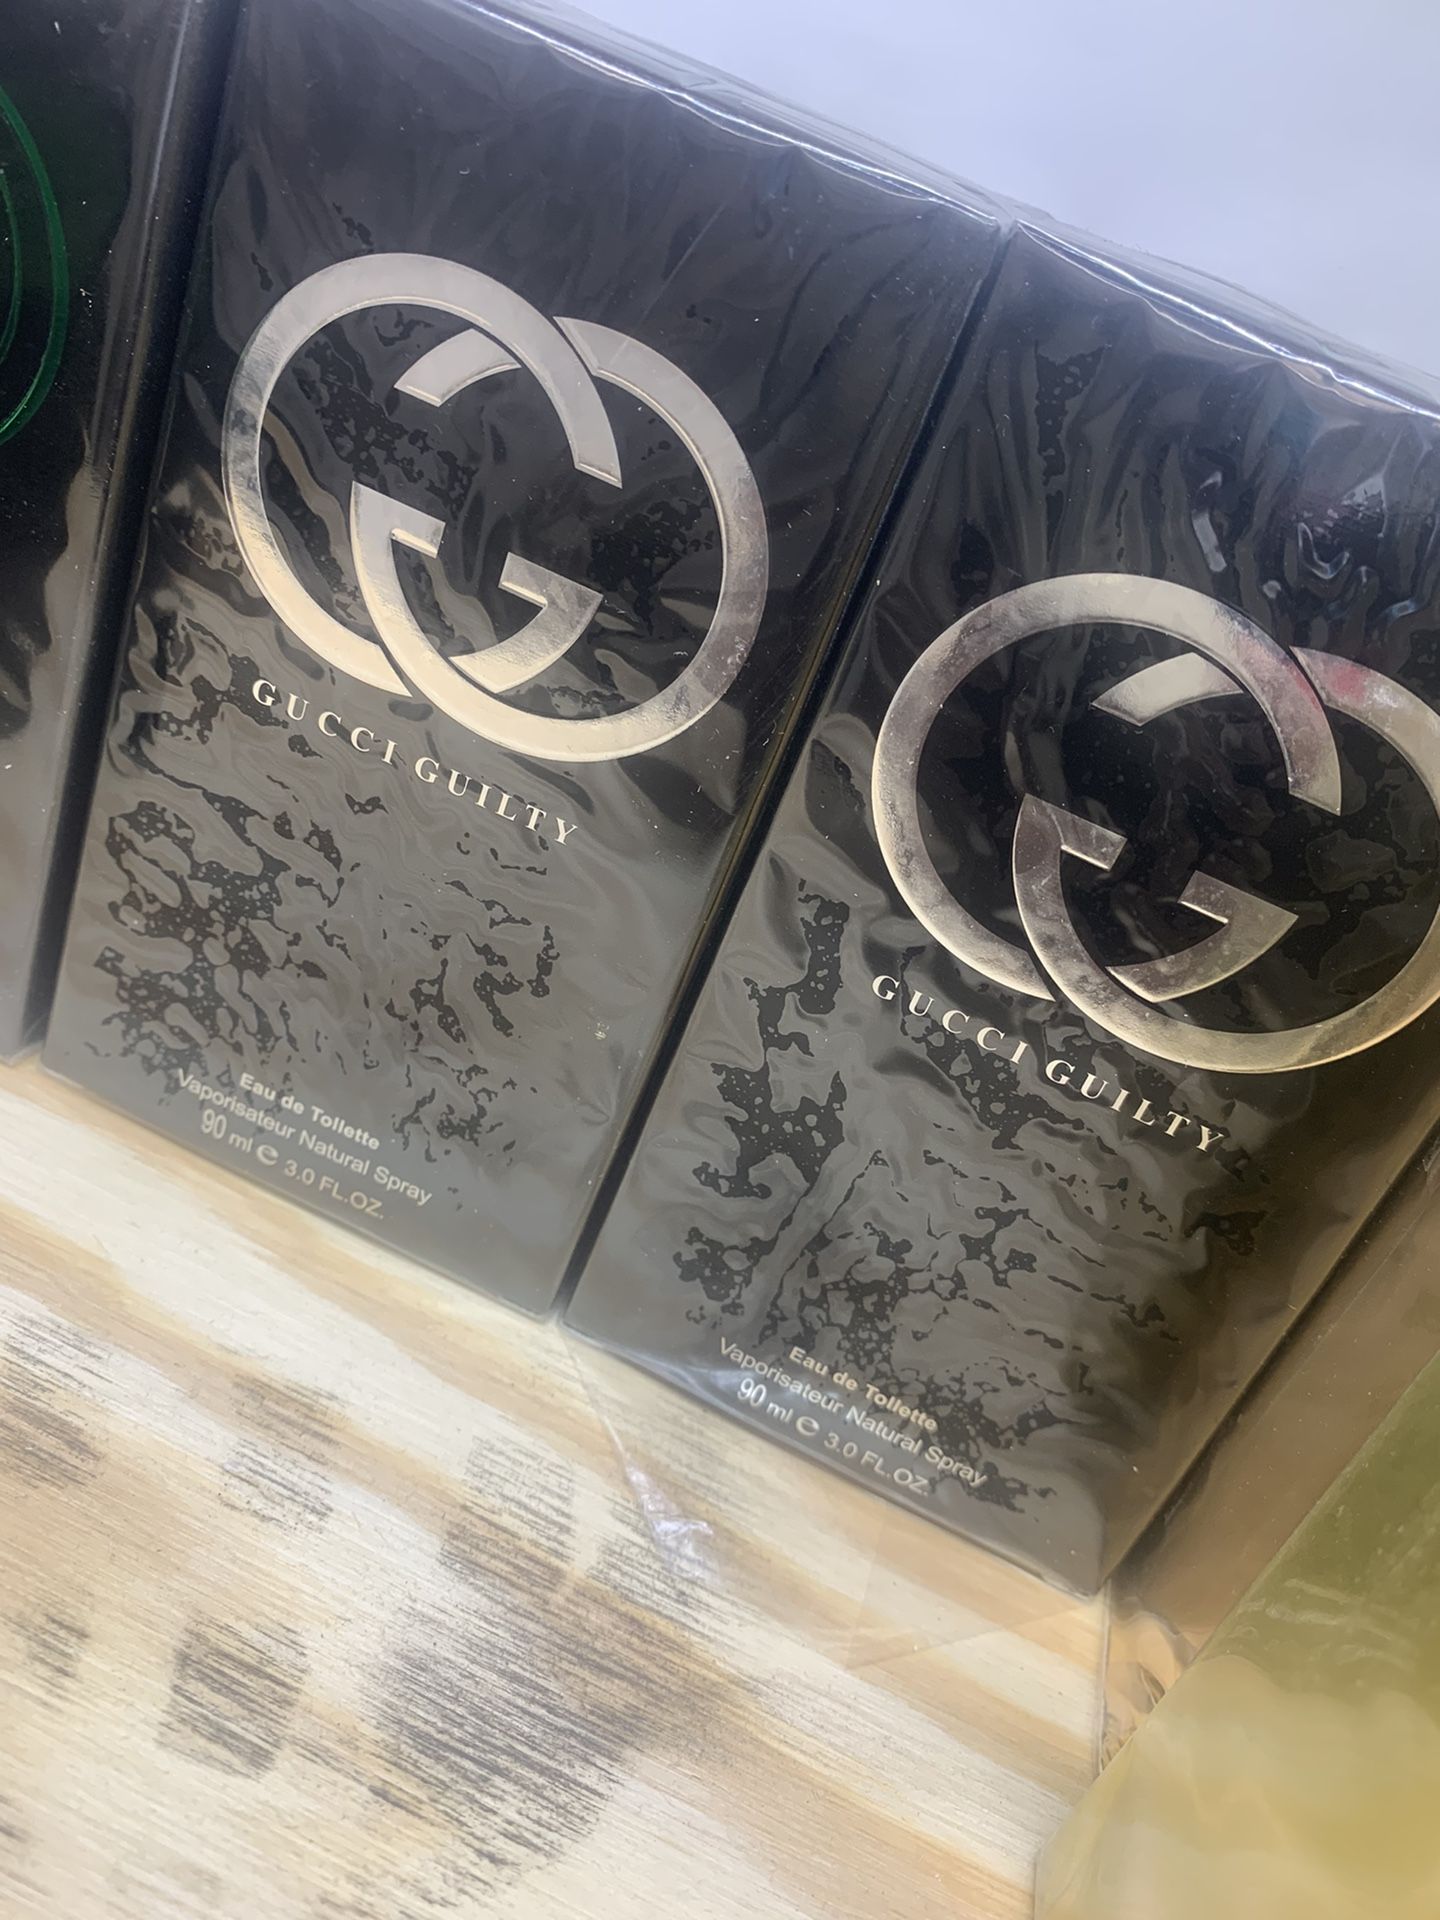 GUCCI GUILTY
Eau de Toilette
Vaporisateur Natural Spray
90 ml ℮ 3.0 FL.OZ.
GUCCI GUILTY
Eau de Toilette
Vaporisateur Natural Spray
90 ml ℮ 3.0 FL.OZ.